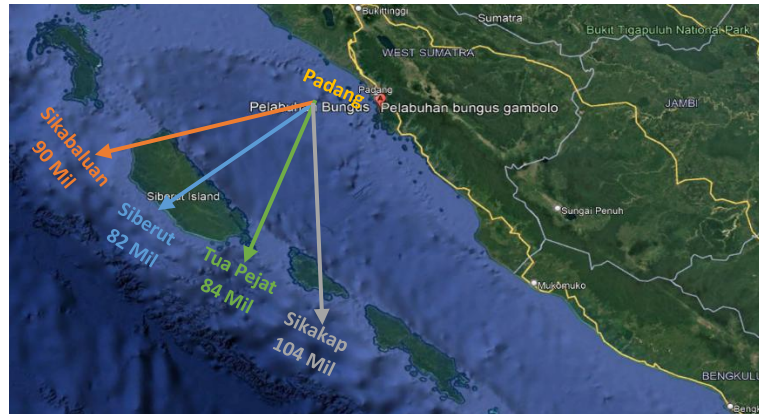 Bukittinggi
Sumatra
Bukit Tigapuluh National Park
WEST SUMATRA
Padang
Padang
Pelabuhan Bungus
Pelabuhan bungus gambolo
JAMBI
Sikabaluan
90 Mil
Siberut Island
Siberut
82 Mil
Tua Pejat
84 Mil
Sungai Penuh
Sikakap
104 Mil
Mukomuko
BENGKULU